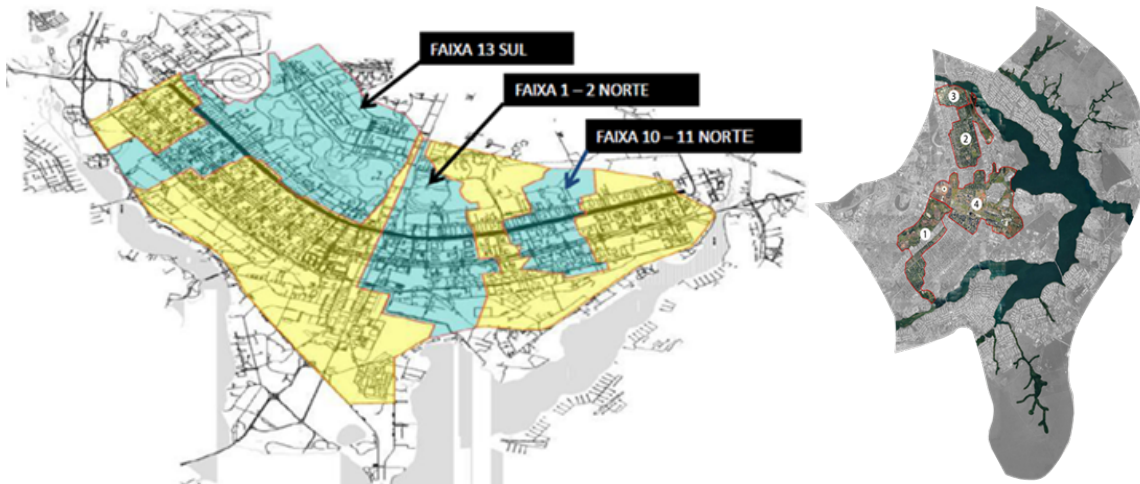 FAIXA 13 SUL
FAIXA 1 – 2 NORTE
FAIXA 10 – 11 NORTE
3
2
4
1